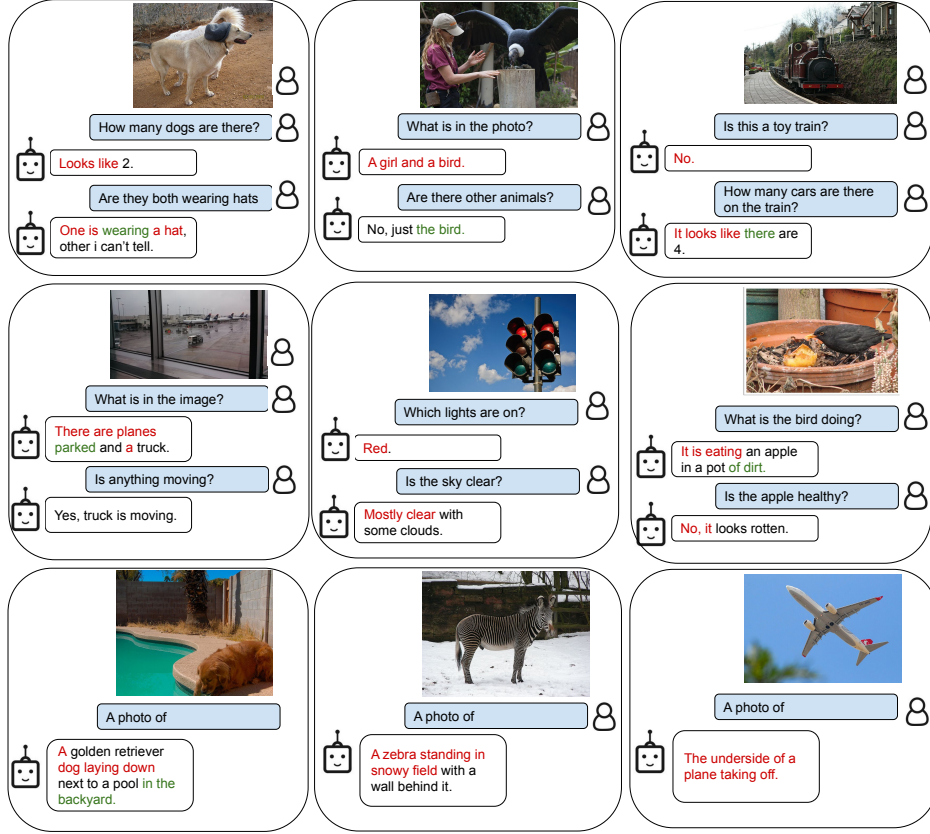 How many dogs are there?
Looks like 2.
Are they both wearing hats
One is wearing a hat,
other i can't tell.
What is in the photo?
A girl and a bird.
Are there other animals?
No, just the bird.
Is this a toy train?
No.
How many cars are there
on the train?
It looks like there are
4.
What is in the image?
There are planes
parked and a truck.
Is anything moving?
Yes, truck is moving.
Which lights are on?
Red.
Is the sky clear?
Mostly clear with
some clouds.
What is the bird doing?
It is eating an apple
in a pot of dirt.
Is the apple healthy?
No, it looks rotten.
A photo of
A golden retriever
dog laying down
next to a pool in the
backyard.
A photo of
A zebra standing in
snowy field with a
wall behind it.
A photo of
The underside of a
plane taking off.